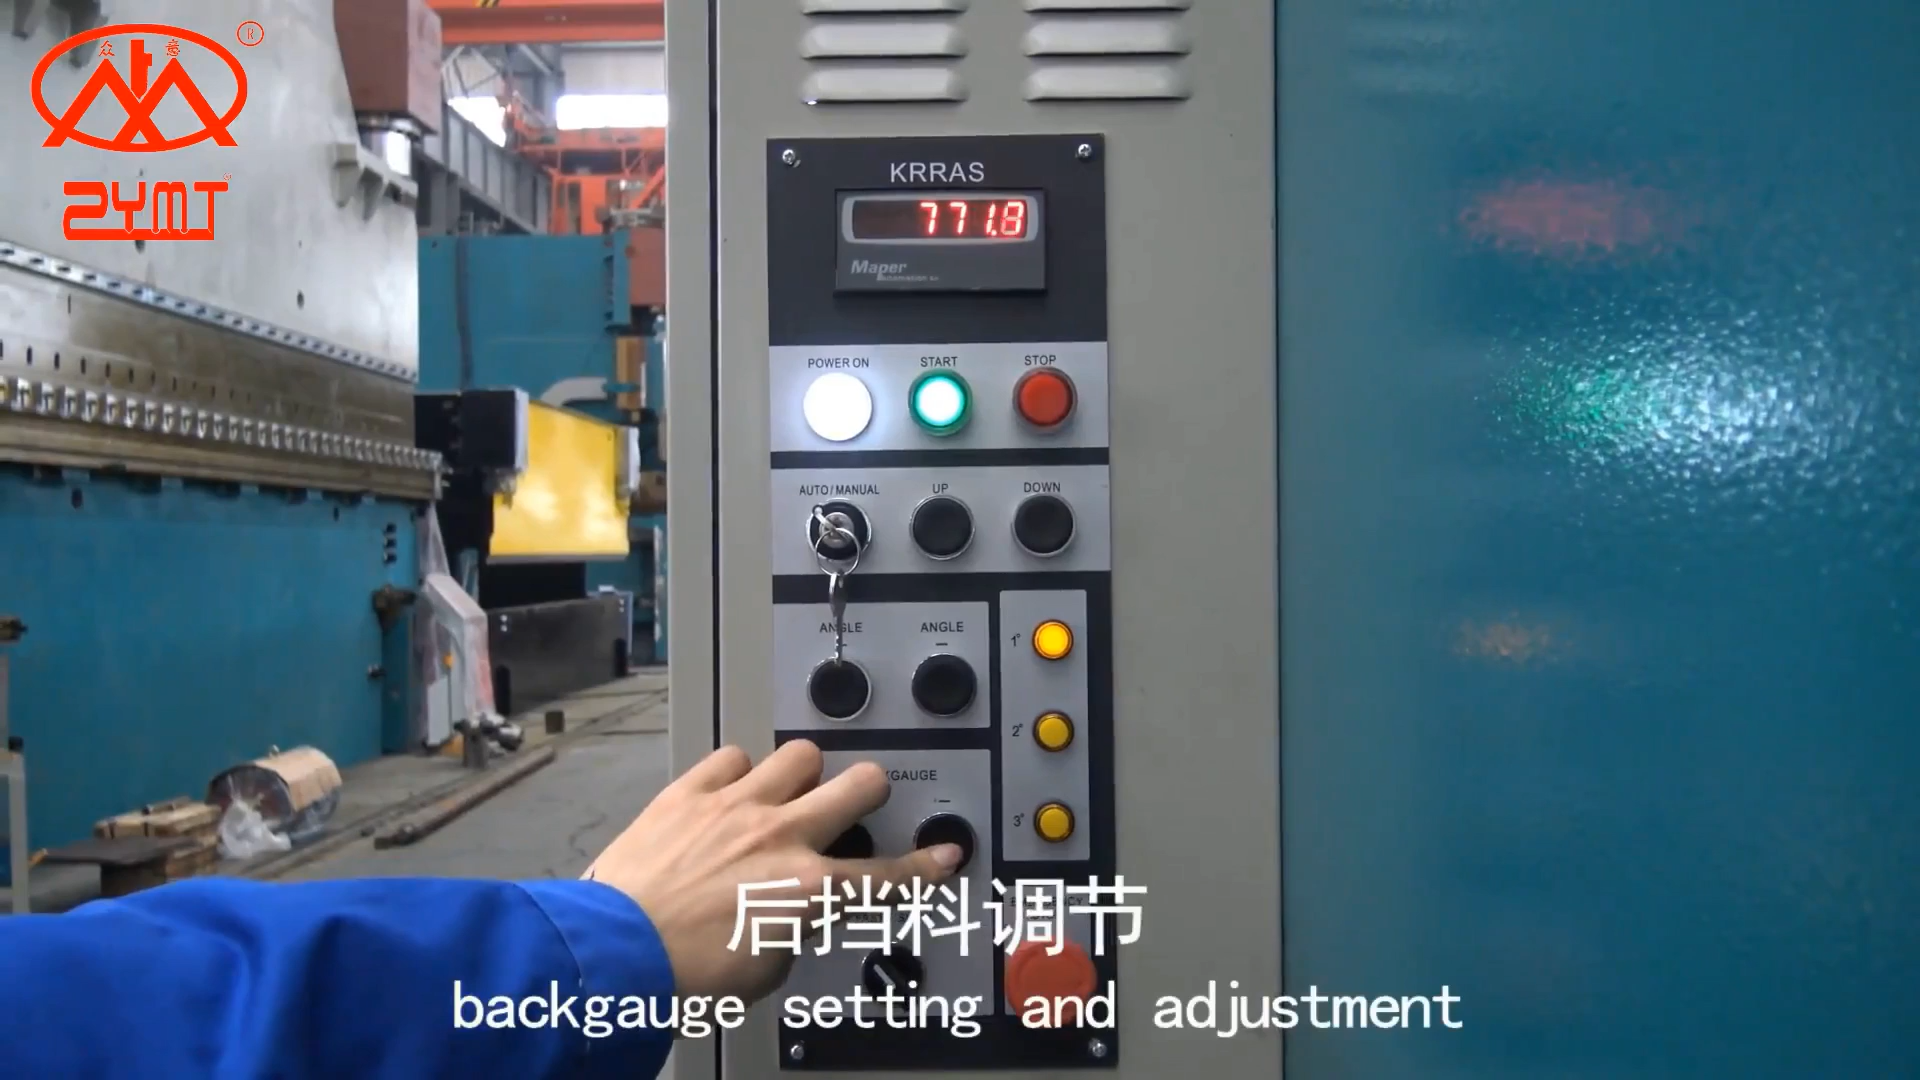 众 意 ®
ZYMT
KRRAS
771.8
Maper
POWER ON START STOP
AUTO/MANUAL UP DOWN
ANGLE ANGLE
+ −
1°
2°
KGAUGE
−
3°
后挡料调节
backgauge setting and adjustment